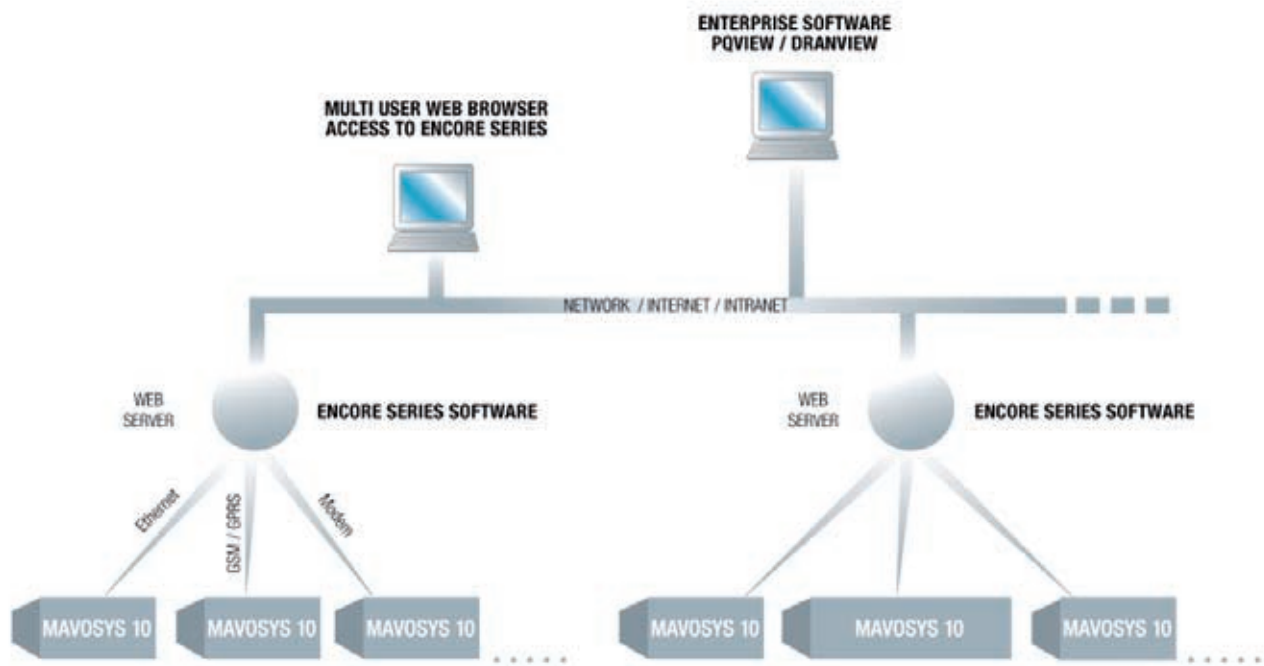 ENTERPRISE SOFTWARE
PQVIEW / DRANVIEW
MULTI USER WEB BROWSER
ACCESS TO ENCORE SERIES
NETWORK / INTERNET / INTRANET
WEB
SERVER
ENCORE SERIES SOFTWARE
WEB
SERVER
ENCORE SERIES SOFTWARE
Ethernet
GSM / GPRS
Modem
MAVOSYS 10
MAVOSYS 10
MAVOSYS 10
MAVOSYS 10
MAVOSYS 10
MAVOSYS 10